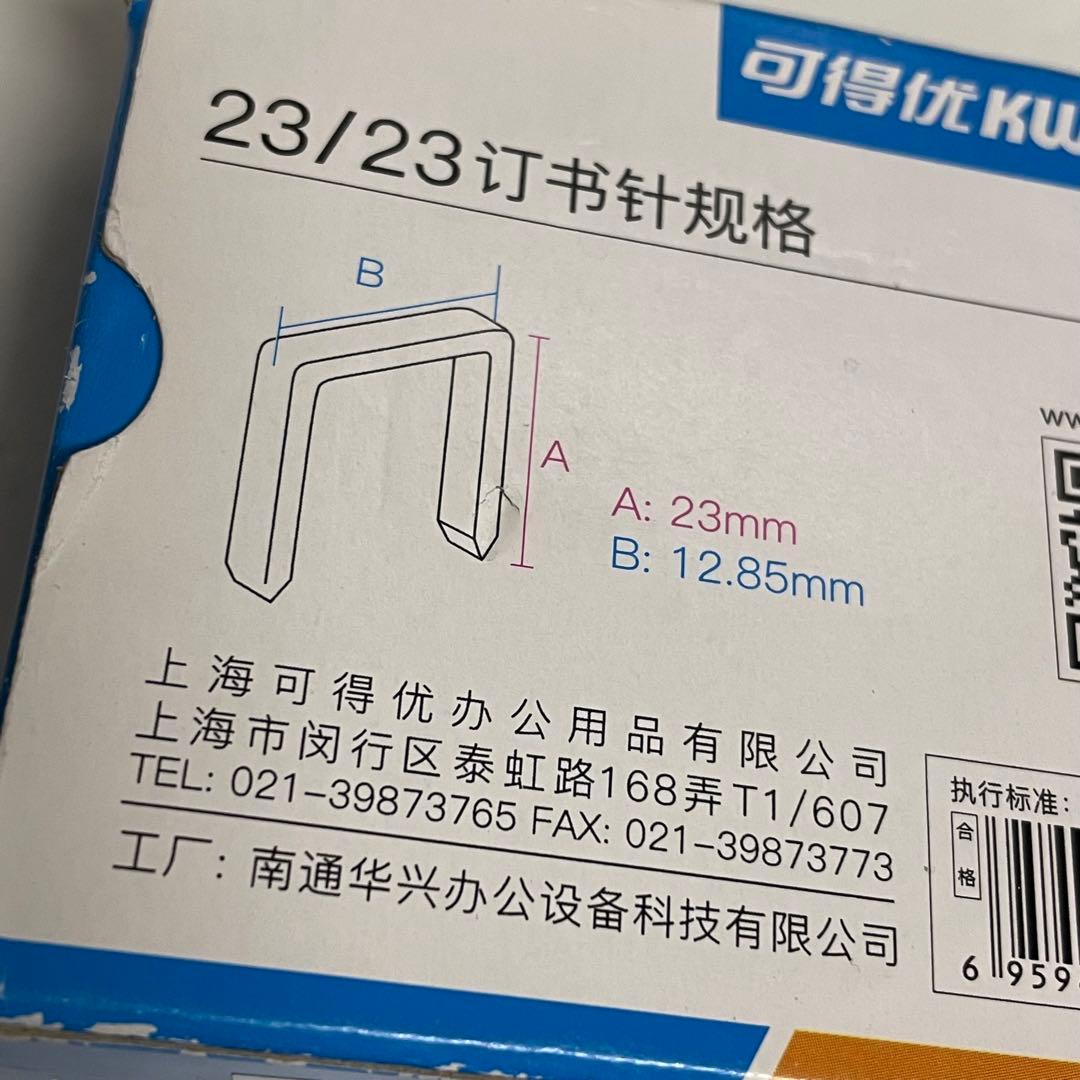 可得优KW
23/23订书针规格
B
A
A: 23mm
B: 12.85mm
上海可得优办公用品有限公司
上海市闵行区泰虹路168弄T1/607
TEL: 021-39873765 FAX: 021-39873773
工厂: 南通华兴办公设备科技有限公司
执行标准:
合格
6 959